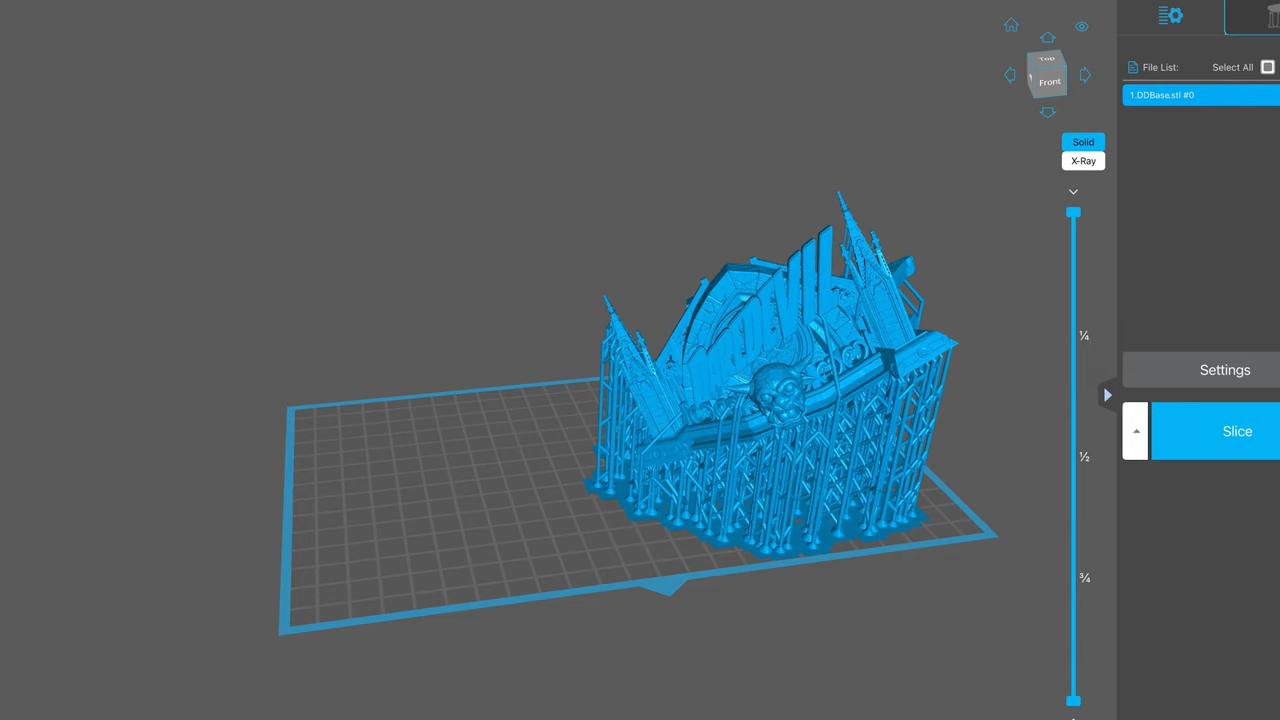 Top
Front
File List:
Select All
1.DDBase.stl #0
Solid
X-Ray
¼
Settings
Slice
½
¾